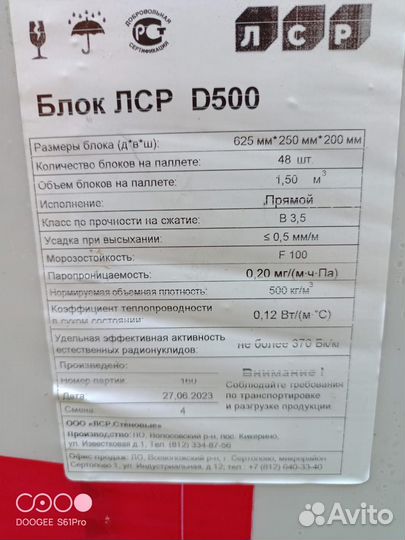 ДОБРОВОЛЬНАЯ
РСТ
СЕРТИФИКАЦИЯ
ЛСР
Блок ЛСР D500
Размеры блока (д*в*ш): 625 мм*250 мм*200 мм
Количество блоков на паллете: 48 шт.
Объем блоков на паллете: 1,50 м3
Исполнение: Прямой
Класс по прочности на сжатие: В 3,5
Усадка при высыхании: ≤ 0,5 мм/м
Морозостойкость: F 100
Паропроницаемость: 0,20 мг/(м·ч·Па)
Нормируемая объемная плотность: 500 кг/м3
Коэффициент теплопроводности
в сухом состоянии: 0,12 Вт/(м·°С)
Удельная эффективная активность
естественных радионуклидов: не более 370 Бк/м
Произведено:
Номер партии 160
Дата 27.06.2023
Смена 4
Внимание !
Соблюдайте требования
по транспортировке
и разгрузке продукции
ООО «ЛСР.Стеновые»
Производство: ЛО, Волосовский р-н, пос. Кикерино,
ул. Известковая д.1, Тел. (812) 334-87-56
Офис продаж: ЛО, Всеволожский р-н, г. Сертолово, микрорайон
Сертолово 1, ул. Индустриальная д.12; тел. +7 (812) 640-33-40
DOOGEE S61Pro
Avito